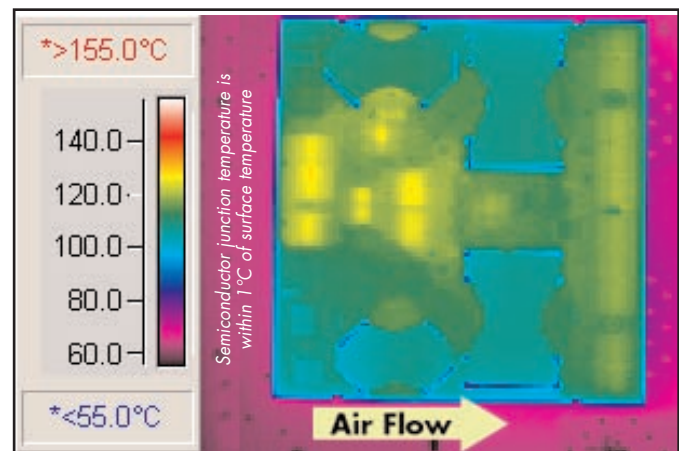 *>155.0°C
140.0
120.0
100.0
80.0
60.0
*<55.0°C
Semiconductor junction temperature is
within 1°C of surface temperature
Air Flow